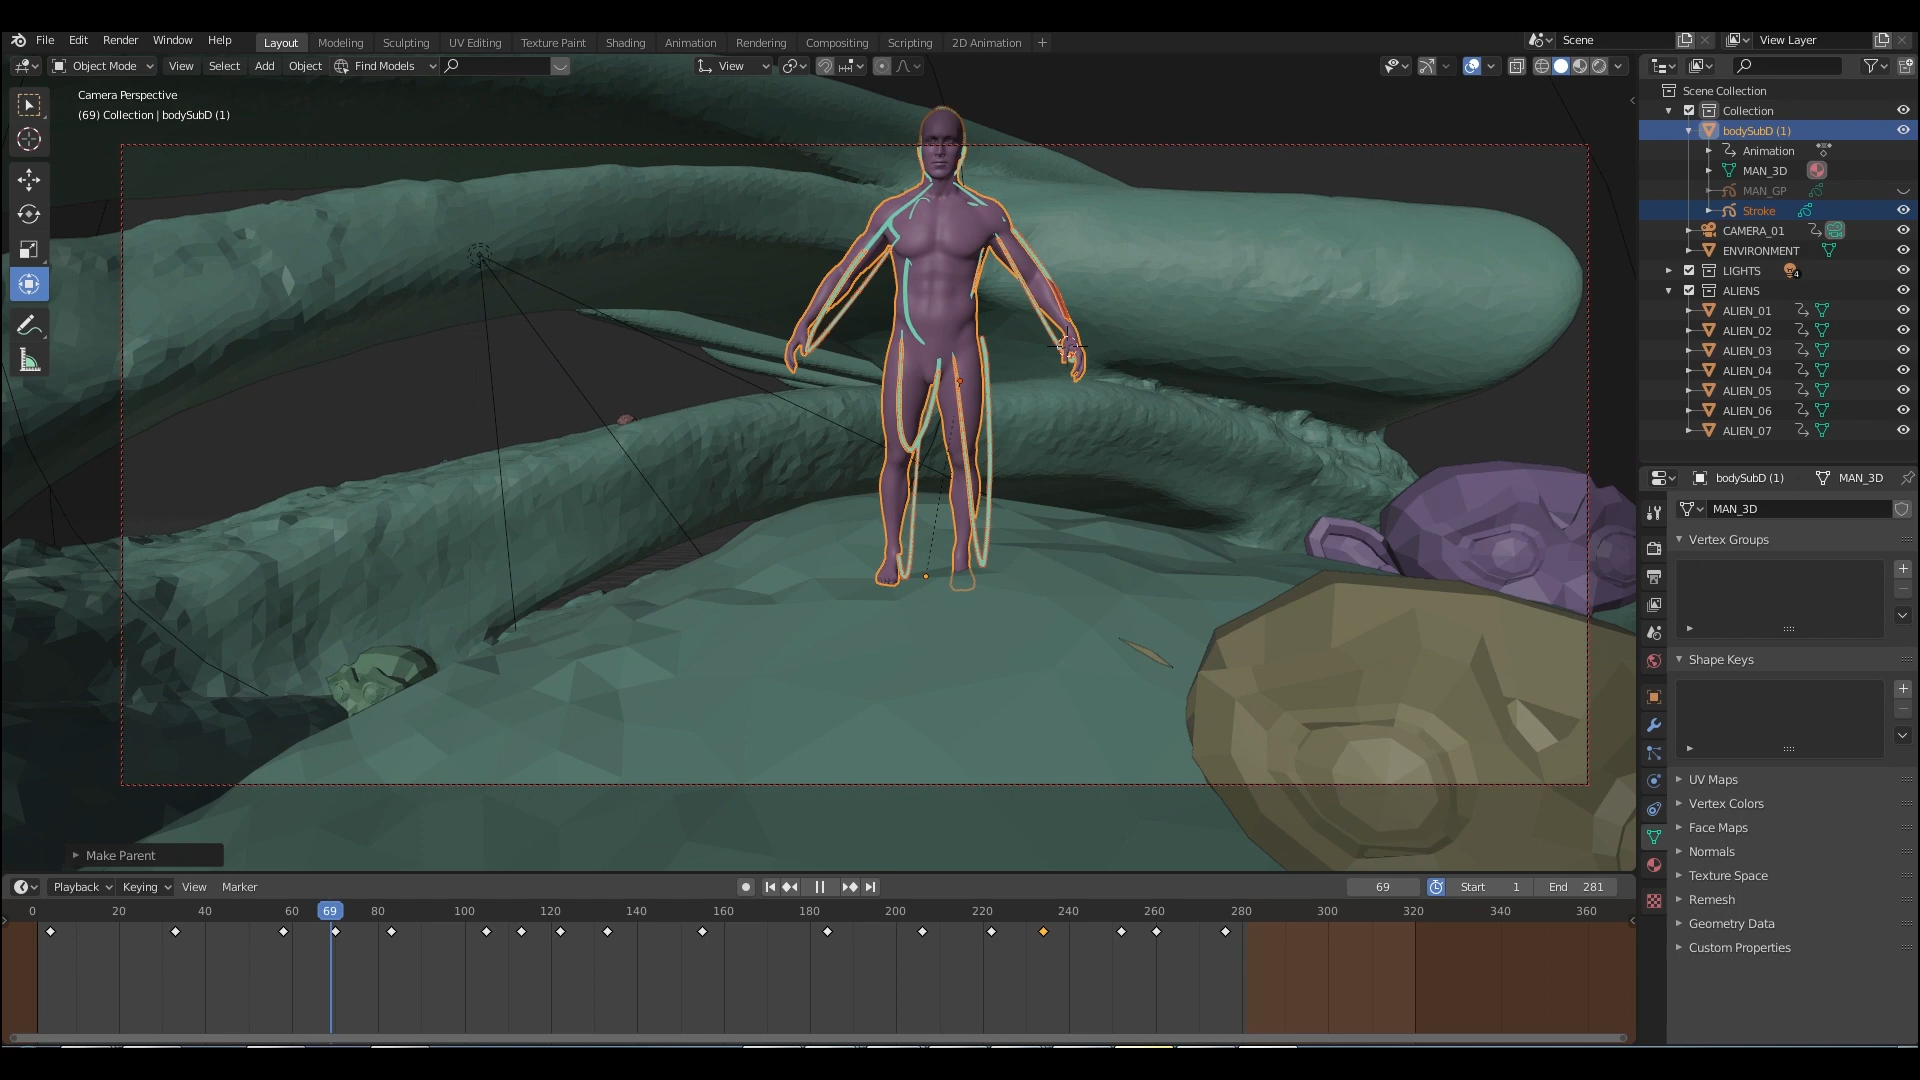 File Edit Render Window Help
Layout Modeling Sculpting UV Editing Texture Paint Shading Animation Rendering Compositing Scripting 2D Animation +
Scene View Layer
Object Mode View Select Add Object Find Models View
Camera Perspective
(69) Collection | bodySubD (1)
Scene Collection
Collection
bodySubD (1)
Animation
MAN_3D
MAN_GP
Stroke
CAMERA_01
ENVIRONMENT
LIGHTS 4
ALIENS
ALIEN_01
ALIEN_02
ALIEN_03
ALIEN_04
ALIEN_05
ALIEN_06
ALIEN_07
bodySubD (1) MAN_3D
MAN_3D
Vertex Groups
Shape Keys
UV Maps
Vertex Colors
Face Maps
Normals
Texture Space
Remesh
Geometry Data
Custom Properties
Make Parent
Playback Keying View Marker 69 Start 1 End 281
0 20 40 60 69 80 100 120 140 160 180 200 220 240 260 280 300 320 340 360